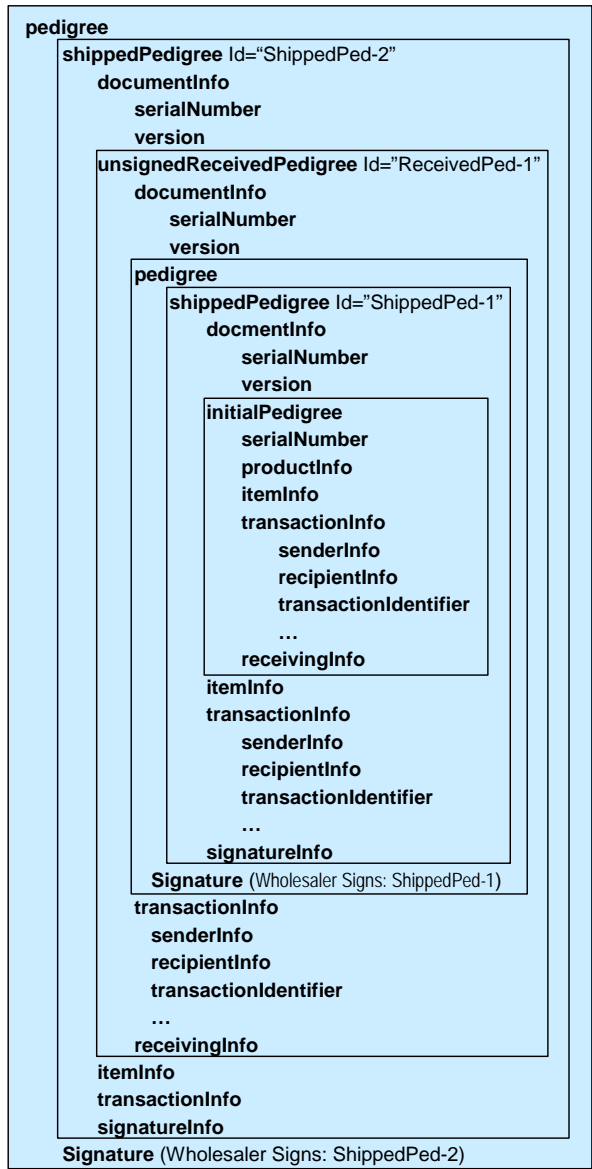 pedigree
shippedPedigree Id=”ShippedPed-2”
documentInfo
serialNumber
version
unsignedReceivedPedigree Id=”ReceivedPed-1”
documentInfo
serialNumber
version
pedigree
shippedPedigree Id=”ShippedPed-1”
docmentInfo
serialNumber
version
initialPedigree
serialNumber
productInfo
itemInfo
transactionInfo
senderInfo
recipientInfo
transactionIdentifier
…
receivingInfo
itemInfo
transactionInfo
senderInfo
recipientInfo
transactionIdentifier
…
signatureInfo
Signature (Wholesaler Signs: ShippedPed-1)
transactionInfo
senderInfo
recipientInfo
transactionIdentifier
…
receivingInfo
itemInfo
transactionInfo
signatureInfo
Signature (Wholesaler Signs: ShippedPed-2)